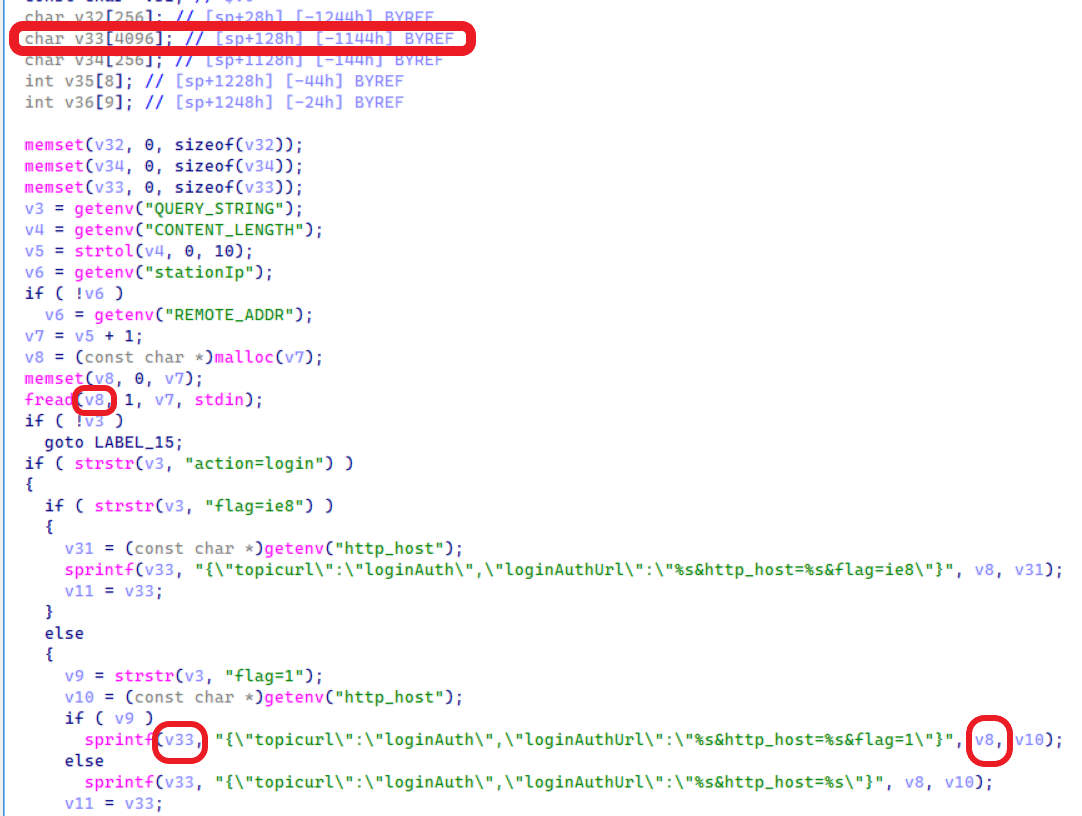 char v32[256]; // [sp+28h] [-1244h] BYREF
char v33[4096]; // [sp+128h] [-1144h] BYREF
char v34[256]; // [sp+1128h] [-144h] BYREF
int v35[8]; // [sp+1228h] [-44h] BYREF
int v36[9]; // [sp+1248h] [-24h] BYREF
memset(v32, 0, sizeof(v32));
memset(v34, 0, sizeof(v34));
memset(v33, 0, sizeof(v33));
v3 = getenv("QUERY_STRING");
v4 = getenv("CONTENT_LENGTH");
v5 = strtol(v4, 0, 10);
v6 = getenv("stationIp");
if ( !v6 )
  v6 = getenv("REMOTE_ADDR");
v7 = v5 + 1;
v8 = (const char *)malloc(v7);
memset(v8, 0, v7);
fread(v8, 1, v7, stdin);
if ( !v3 )
  goto LABEL_15;
if ( strstr(v3, "action=login") )
{
  if ( strstr(v3, "flag=ie8") )
  {
    v31 = (const char *)getenv("http_host");
    sprintf(v33, "{\"topicurl\":\"loginAuth\",\"loginAuthUrl\":\"%s&http_host=%s&flag=ie8\"}", v8, v31);
    v11 = v33;
  }
  else
  {
    v9 = strstr(v3, "flag=1");
    v10 = (const char *)getenv("http_host");
    if ( v9 )
      sprintf(v33, "{\"topicurl\":\"loginAuth\",\"loginAuthUrl\":\"%s&http_host=%s&flag=1\"}", v8, v10);
    else
      sprintf(v33, "{\"topicurl\":\"loginAuth\",\"loginAuthUrl\":\"%s&http_host=%s\"}", v8, v10);
    v11 = v33;